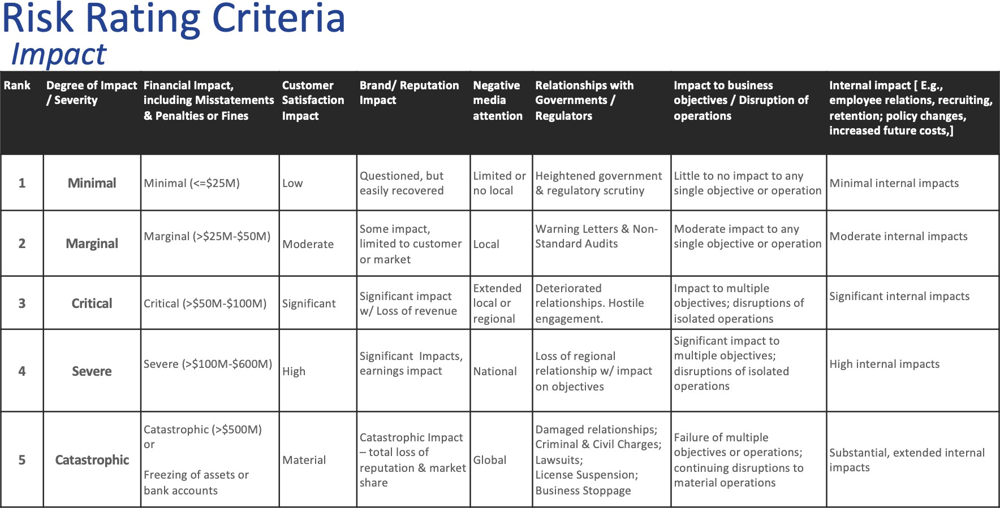 Risk Rating Criteria
Impact
Rank
Degree of Impact
/ Severity
Financial Impact,
including Misstatements
& Penalties or Fines
Customer
Satisfaction
Impact
Brand/ Reputation
Impact
Negative
media
attention
Relationships with
Governments /
Regulators
Impact to business
objectives / Disruption of
operations
Internal impact [ E.g.,
employee relations, recruiting,
retention; policy changes,
increased future costs,]
1
Minimal
Minimal (<=$25M)
Low
Questioned, but
easily recovered
Limited or
no local
Heightened government
& regulatory scrutiny
Little to no impact to any
single objective or operation
Minimal internal impacts
2
Marginal
Marginal (>$25M-$50M)
Moderate
Some impact,
limited to customer
or market
Local
Warning Letters & Non-
Standard Audits
Moderate impact to any
single objective or operation
Moderate internal impacts
3
Critical
Critical (>$50M-$100M)
Significant
Significant impact
w/ Loss of revenue
Extended
local or
regional
Deteriorated
relationships. Hostile
engagement.
Impact to multiple
objectives; disruptions of
isolated operations
Significant internal impacts
4
Severe
Severe (>$100M-$600M)
High
Significant  Impacts,
earnings impact
National
Loss of regional
relationship w/ impact
on objectives
Significant impact to
multiple objectives;
disruptions of isolated
operations
High internal impacts
5
Catastrophic
Catastrophic (>$500M)
or
Freezing of assets or
bank accounts
Material
Catastrophic Impact
– total loss of
reputation & market
share
Global
Damaged relationships;
Criminal & Civil Charges;
Lawsuits;
License Suspension;
Business Stoppage
Failure of multiple
objectives or operations;
continuing disruptions to
material operations
Substantial, extended internal
impacts